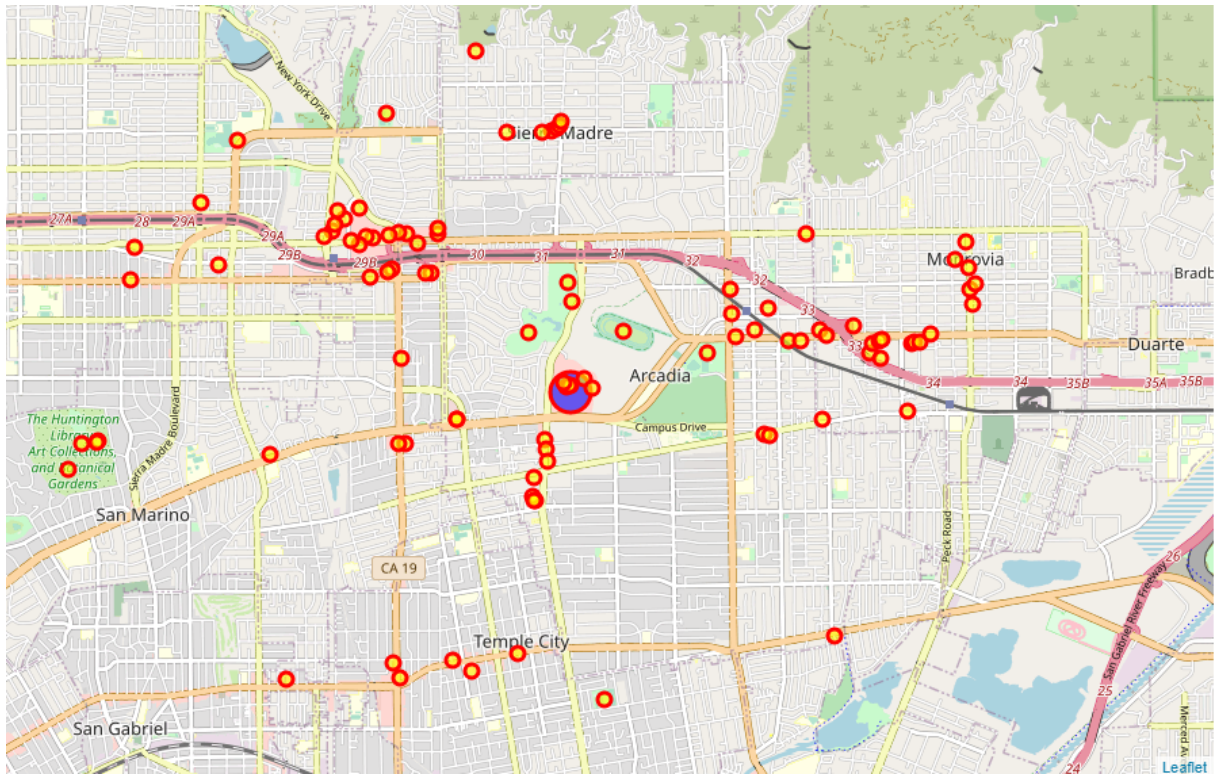 New York Drive
Sierra Madre
27A
28
29A
29A
29B
29B
30
31
31
32
32
33
33
34
34
35B
35A
35B
Monrovia
Duarte
Arcadia
Campus Drive
The Huntington
Library,
Art Collections,
and Botanical
Gardens
Sierra Madre Boulevard
San Marino
CA 19
Peck Road
San Gabriel River Freeway
26
25
24
Temple City
San Gabriel
Leaflet